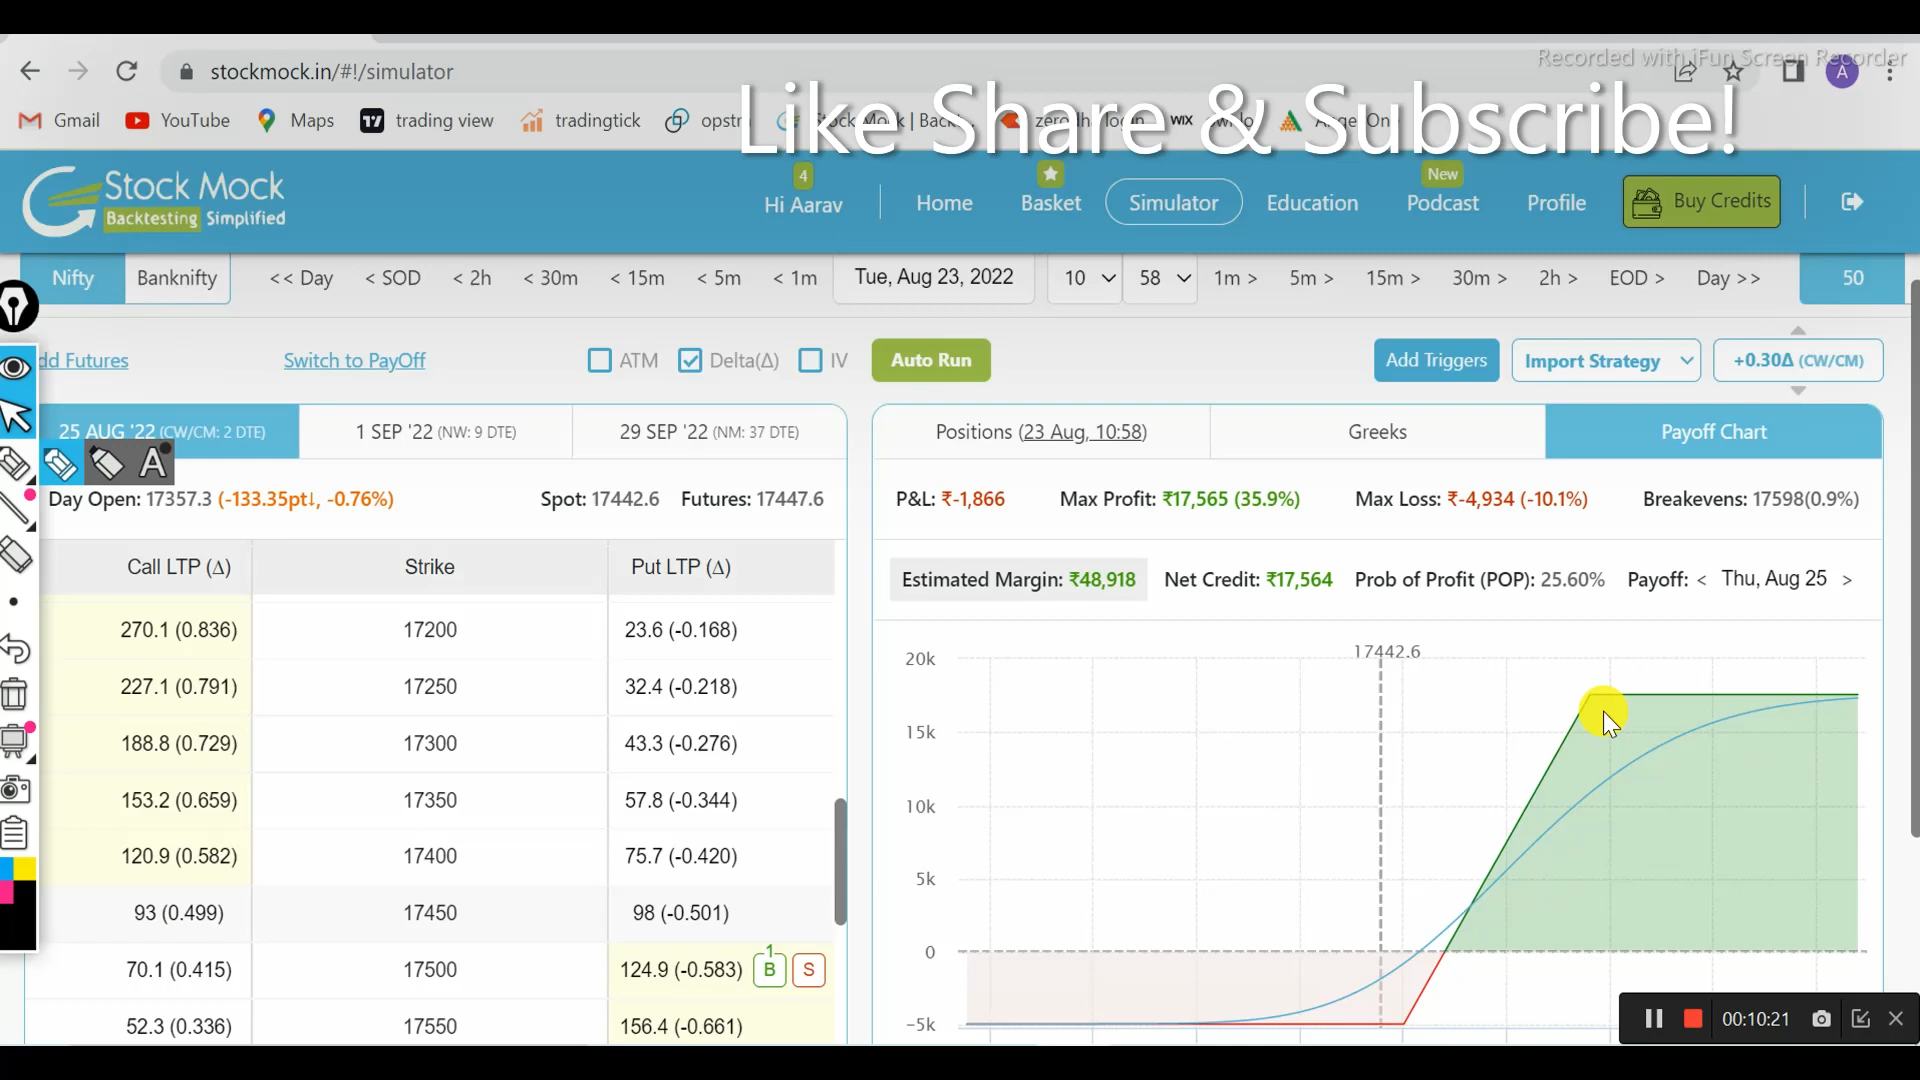 Recorded with iFun Screen Recorder
stockmock.in/#!/simulator
A
Like Share & Subscribe!
Gmail
YouTube
Maps
trading view
tradingtick
Stock Mock
Backtesting Simplified
4
Hi Aarav
Home
Basket
Simulator
Education
New
Podcast
Profile
Buy Credits
Nifty
Banknifty
<< Day
< SOD
< 2h
< 30m
< 15m
< 5m
< 1m
Tue, Aug 23, 2022
10
58
1m >
5m >
15m >
30m >
2h >
EOD >
Day >>
50
dd Futures
Switch to PayOff
ATM
Delta(Δ)
IV
Auto Run
Add Triggers
Import Strategy
+0.30Δ (CW/CM)
25 AUG '22 (CW/CM: 2 DTE)
1 SEP '22 (NW: 9 DTE)
29 SEP '22 (NM: 37 DTE)
A
Day Open: 17357.3 (-133.35pt↓, -0.76%)
Spot: 17442.6
Futures: 17447.6
Call LTP (Δ)
Strike
Put LTP (Δ)
270.1 (0.836)
17200
23.6 (-0.168)
227.1 (0.791)
17250
32.4 (-0.218)
188.8 (0.729)
17300
43.3 (-0.276)
153.2 (0.659)
17350
57.8 (-0.344)
120.9 (0.582)
17400
75.7 (-0.420)
93 (0.499)
17450
98 (-0.501)
70.1 (0.415)
17500
124.9 (-0.583)
1
B
S
52.3 (0.336)
17550
156.4 (-0.661)
Positions (23 Aug, 10:58)
Greeks
Payoff Chart
P&L: ₹-1,866
Max Profit: ₹17,565 (35.9%)
Max Loss: ₹-4,934 (-10.1%)
Breakevens: 17598(0.9%)
Estimated Margin: ₹48,918
Net Credit: ₹17,564
Prob of Profit (POP): 25.60%
Payoff: < Thu, Aug 25 >
17442.6
20k
15k
10k
5k
0
-5k
00:10:21